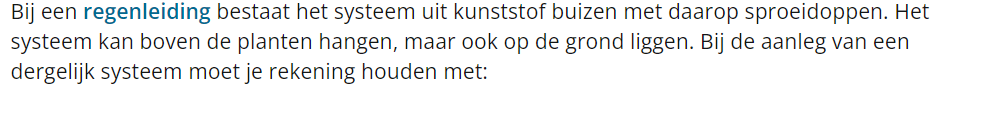 Bij een regenleiding bestaat het systeem uit kunststof buizen met daarop sproeidoppen. Het
systeem kan boven de planten hangen, maar ook op de grond liggen. Bij de aanleg van een
dergelijk systeem moet je rekening houden met: